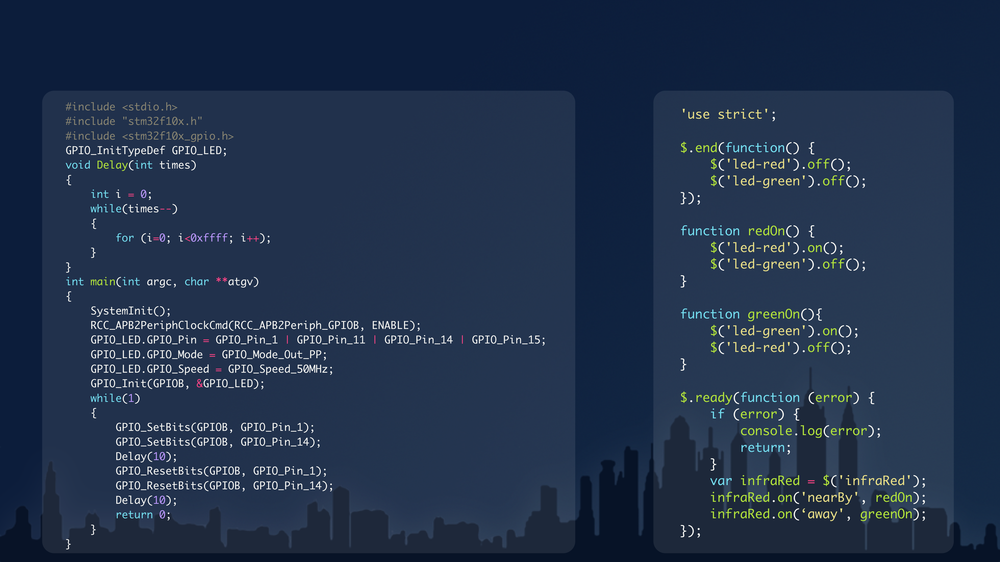 #include <stdio.h>
#include "stm32f10x.h"
#include <stm32f10x_gpio.h>
GPIO_InitTypeDef GPIO_LED;
void Delay(int times)
{
    int i = 0;
    while(times--)
    {
        for (i=0; i<0xffff; i++);
    }
}
int main(int argc, char **atgv)
{
    SystemInit();
    RCC_APB2PeriphClockCmd(RCC_APB2Periph_GPIOB, ENABLE);
    GPIO_LED.GPIO_Pin = GPIO_Pin_1 | GPIO_Pin_11 | GPIO_Pin_14 | GPIO_Pin_15;
    GPIO_LED.GPIO_Mode = GPIO_Mode_Out_PP;
    GPIO_LED.GPIO_Speed = GPIO_Speed_50MHz;
    GPIO_Init(GPIOB, &GPIO_LED);
    while(1)
    {
        GPIO_SetBits(GPIOB, GPIO_Pin_1);
        GPIO_SetBits(GPIOB, GPIO_Pin_14);
        Delay(10);
        GPIO_ResetBits(GPIOB, GPIO_Pin_1);
        GPIO_ResetBits(GPIOB, GPIO_Pin_14);
        Delay(10);
        return 0;
    }
}
'use strict';
$.end(function() {
    $('led-red').off();
    $('led-green').off();
});
function redOn() {
    $('led-red').on();
    $('led-green').off();
}
function greenOn(){
    $('led-green').on();
    $('led-red').off();
}
$.ready(function (error) {
    if (error) {
        console.log(error);
        return;
    }
    var infraRed = $('infraRed');
    infraRed.on('nearBy', redOn);
    infraRed.on(‘away', greenOn);
});